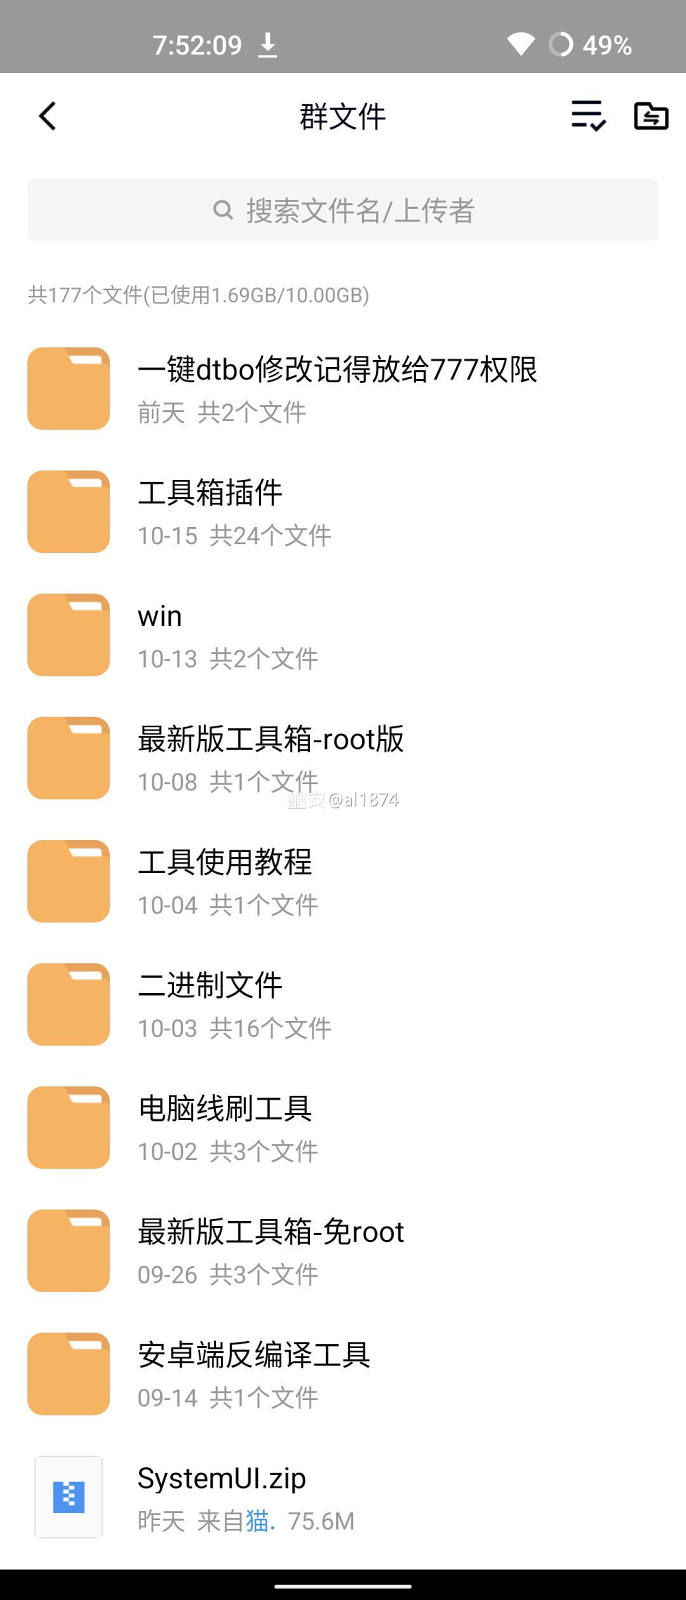 7:52:09
49%
群文件
搜索文件名/上传者
共177个文件(已使用1.69GB/10.00GB)
一键dtbo修改记得放给777权限
前天 共2个文件
工具箱插件
10-15 共24个文件
win
10-13 共2个文件
最新版工具箱-root版
10-08 共1个文件
酷安@al1874
工具使用教程
10-04 共1个文件
二进制文件
10-03 共16个文件
电脑线刷工具
10-02 共3个文件
最新版工具箱-免root
09-26 共3个文件
安卓端反编译工具
09-14 共1个文件
SystemUI.zip
昨天 来自猫. 75.6M